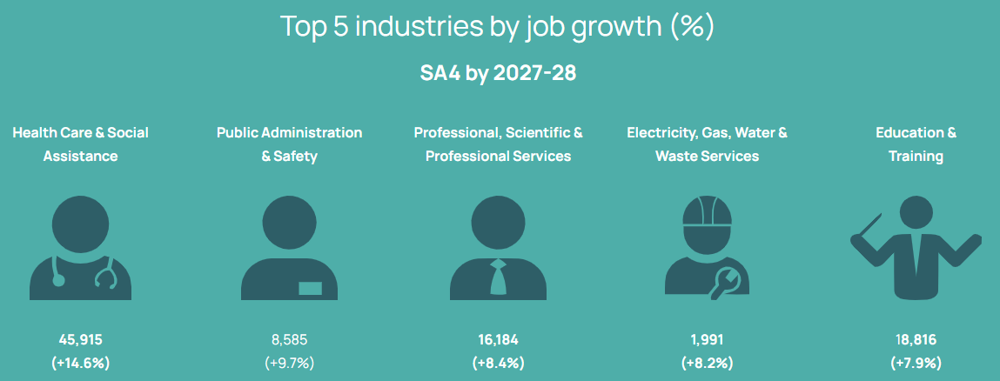 Top 5 industries by job growth (%)
SA4 by 2027-28
Health Care & Social
Assistance
Public Administration
& Safety
Professional, Scientific &
Professional Services
Electricity, Gas, Water &
Waste Services
Education &
Training
45,915
(+14.6%)
8,585
(+9.7%)
16,184
(+8.4%)
1,991
(+8.2%)
18,816
(+7.9%)